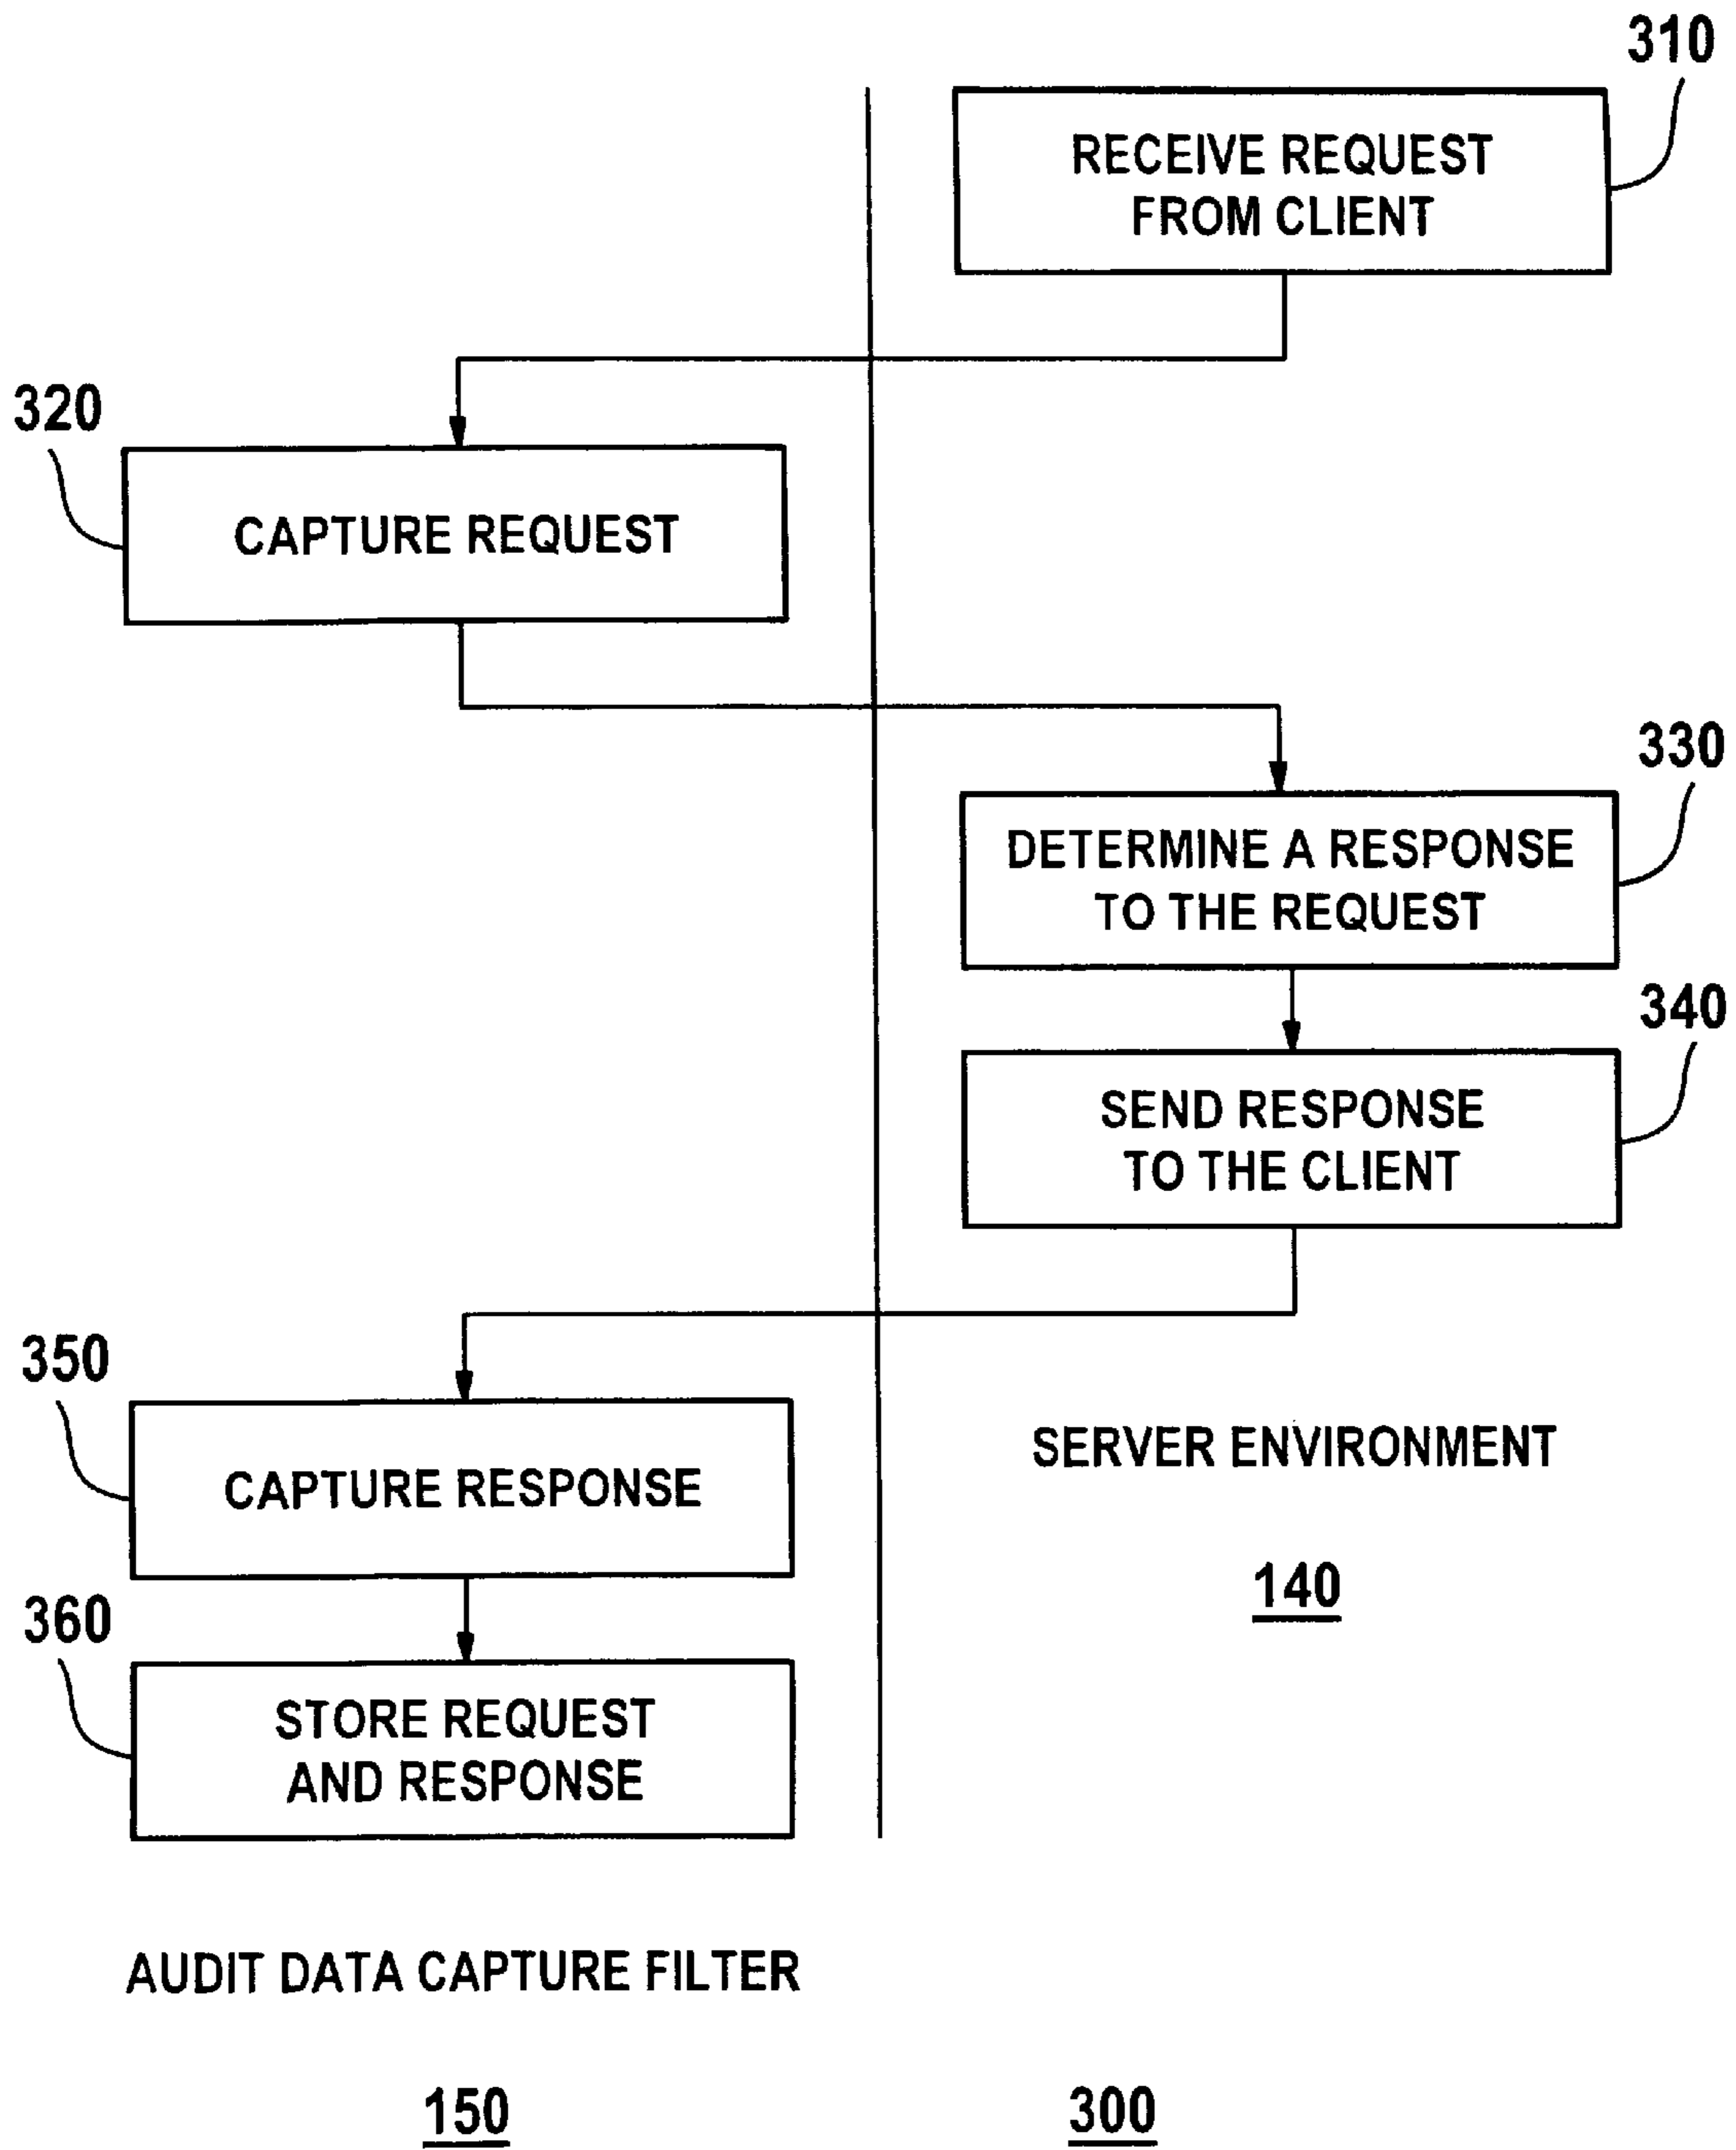 310
RECEIVE REQUEST
FROM CLIENT
320
CAPTURE REQUEST
330
DETERMINE A RESPONSE
TO THE REQUEST
340
SEND RESPONSE
TO THE CLIENT
350
CAPTURE RESPONSE
SERVER ENVIRONMENT
140
360
STORE REQUEST
AND RESPONSE
AUDIT DATA CAPTURE FILTER
150
300